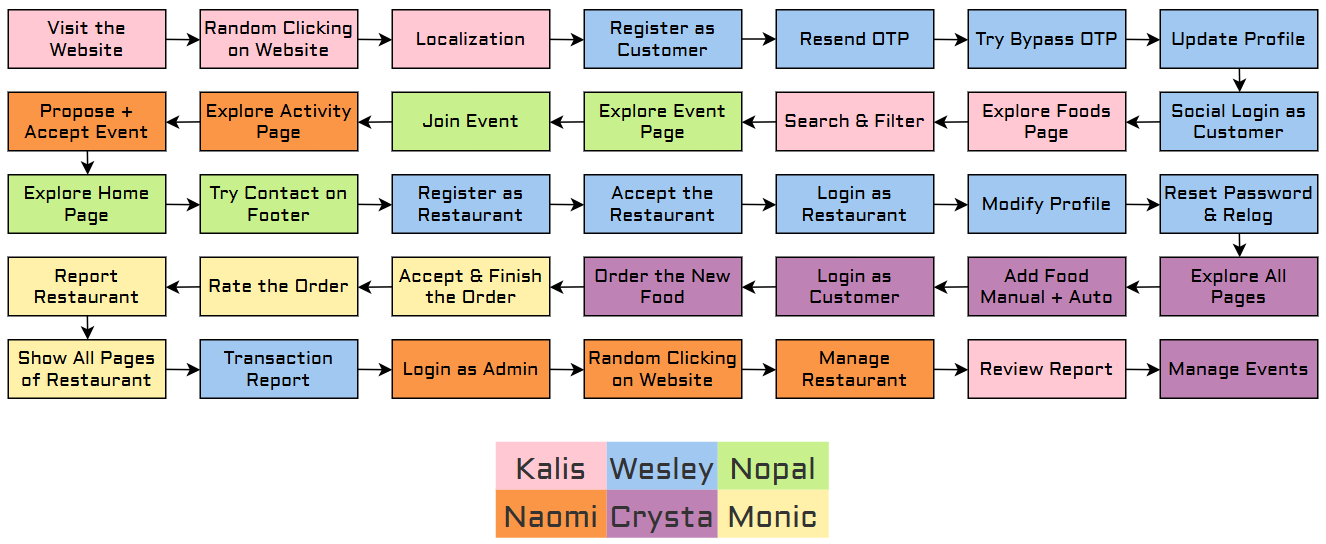 Visit the
Website
Random Clicking
on Website
Localization
Register as
Customer
Resend OTP
Try Bypass OTP
Update Profile
Propose +
Accept Event
Explore Activity
Page
Join Event
Explore Event
Page
Search & Filter
Explore Foods
Page
Social Login as
Customer
Explore Home
Page
Try Contact on
Footer
Register as
Restaurant
Accept the
Restaurant
Login as
Restaurant
Modify Profile
Reset Password
& Relog
Report
Restaurant
Rate the Order
Accept & Finish
the Order
Order the New
Food
Login as
Customer
Add Food
Manual + Auto
Explore All
Pages
Show All Pages
of Restaurant
Transaction
Report
Login as Admin
Random Clicking
on Website
Manage
Restaurant
Review Report
Manage Events
Kalis
Wesley
Nopal
Naomi
Crysta
Monic